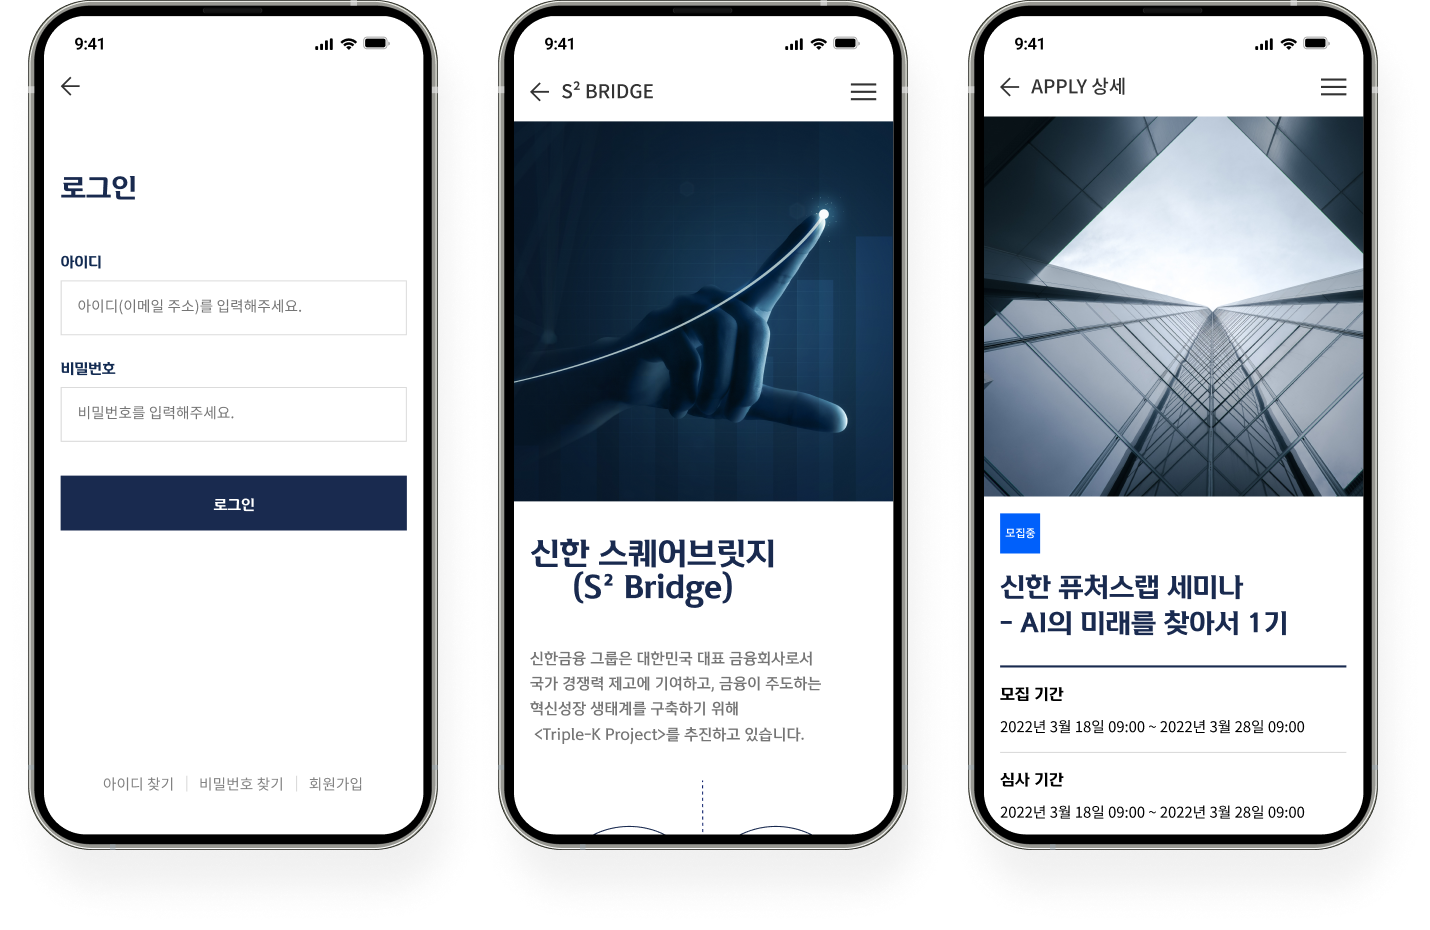 9:41
로그인
아이디
아이디(이메일 주소)를 입력해주세요.
비밀번호
비밀번호를 입력해주세요.
로그인
아이디 찾기
비밀번호 찾기
회원가입
9:41
S² BRIDGE
신한 스퀘어브릿지
(S² Bridge)
신한금융 그룹은 대한민국 대표 금융회사로서
국가 경쟁력 제고에 기여하고, 금융이 주도하는
혁신성장 생태계를 구축하기 위해
<Triple-K Project>를 추진하고 있습니다.
9:41
APPLY 상세
모집중
신한 퓨처스랩 세미나
- AI의 미래를 찾아서 1기
모집 기간
2022년 3월 18일 09:00 ~ 2022년 3월 28일 09:00
심사 기간
2022년 3월 18일 09:00 ~ 2022년 3월 28일 09:00